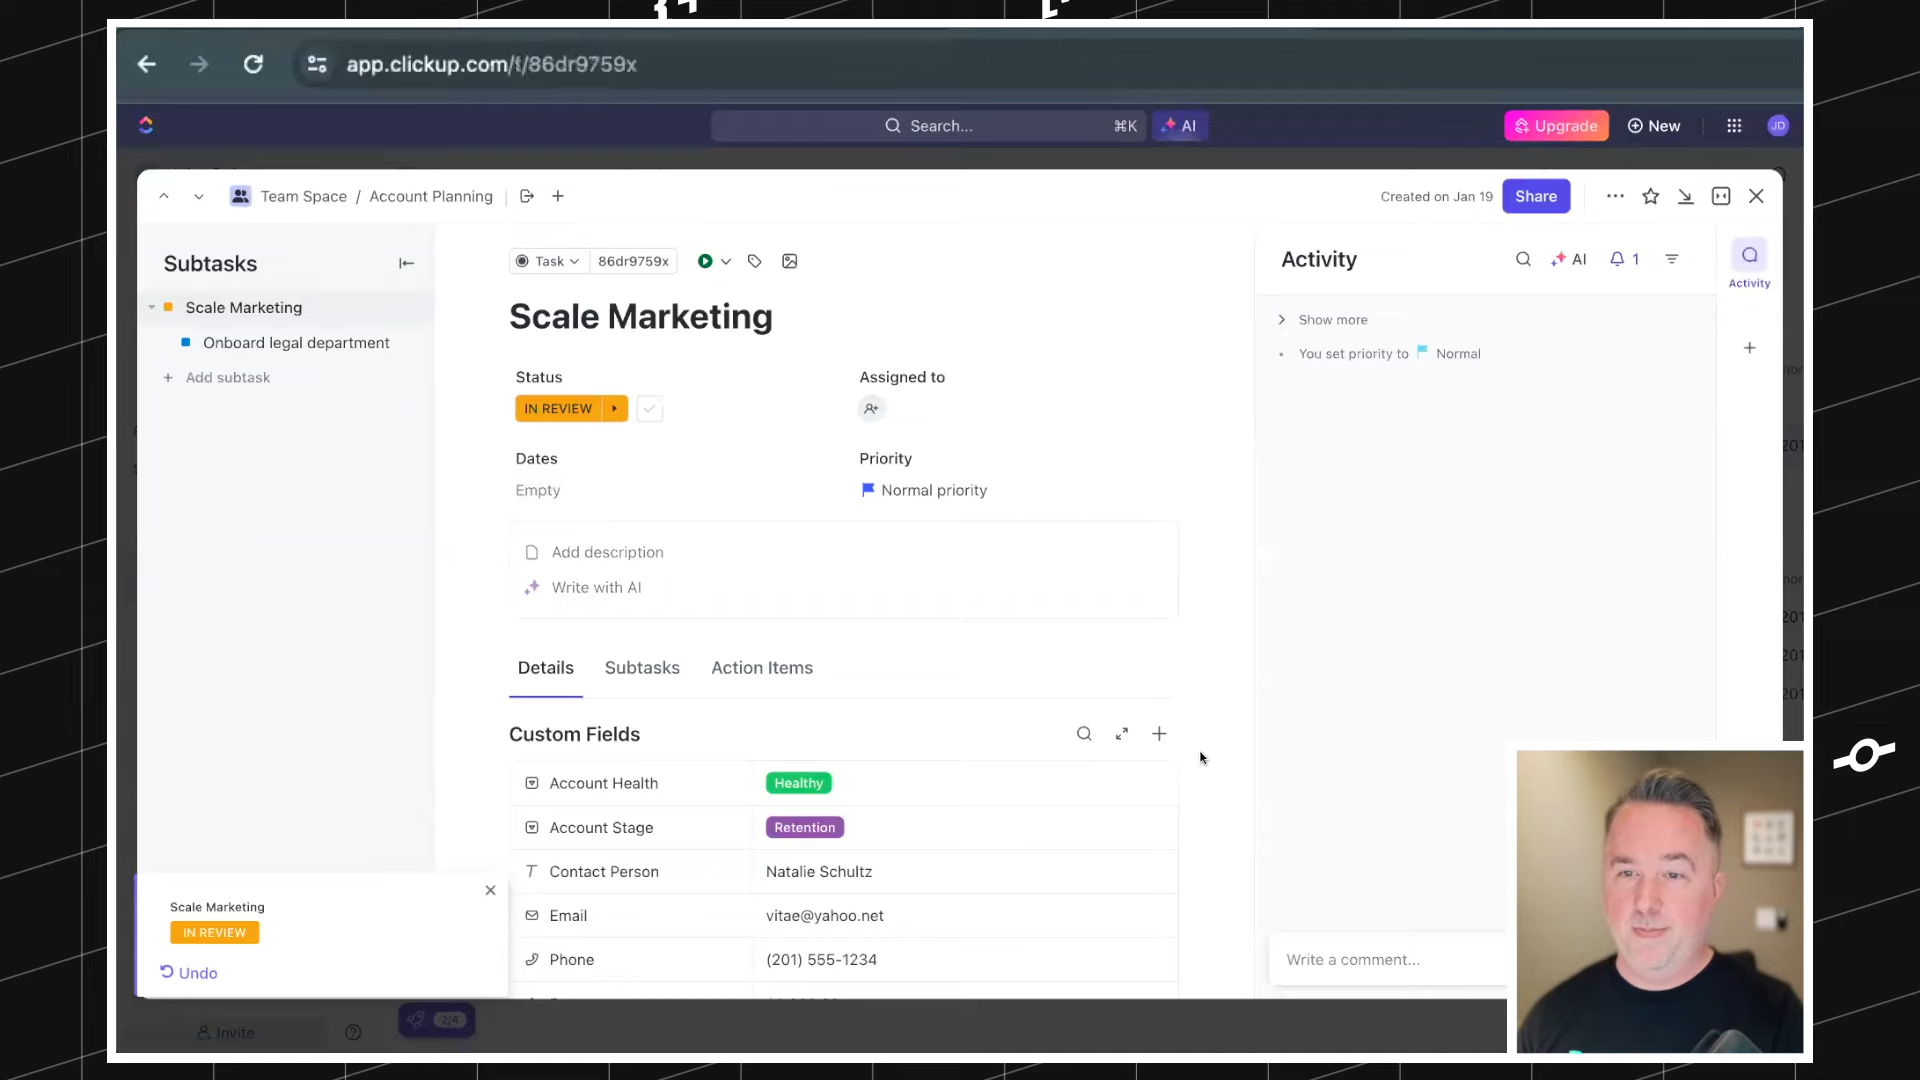 app.clickup.com/t/86dr9759x
Search... ⌘K AI
Upgrade New JD
Team Space / Account Planning
Created on Jan 19 Share
Subtasks
Scale Marketing
Onboard legal department
+ Add subtask
Task 86dr9759x
Scale Marketing
Status Assigned to
IN REVIEW
Dates Priority
Empty Normal priority
Add description
Write with AI
Details Subtasks Action Items
Custom Fields
Account Health Healthy
Account Stage Retention
Contact Person Natalie Schultz
Email vitae@yahoo.net
Phone (201) 555-1234
Activity AI 1
Activity
Show more
• You set priority to Normal
Write a comment...
Scale Marketing
IN REVIEW
Undo
Invite
2/4